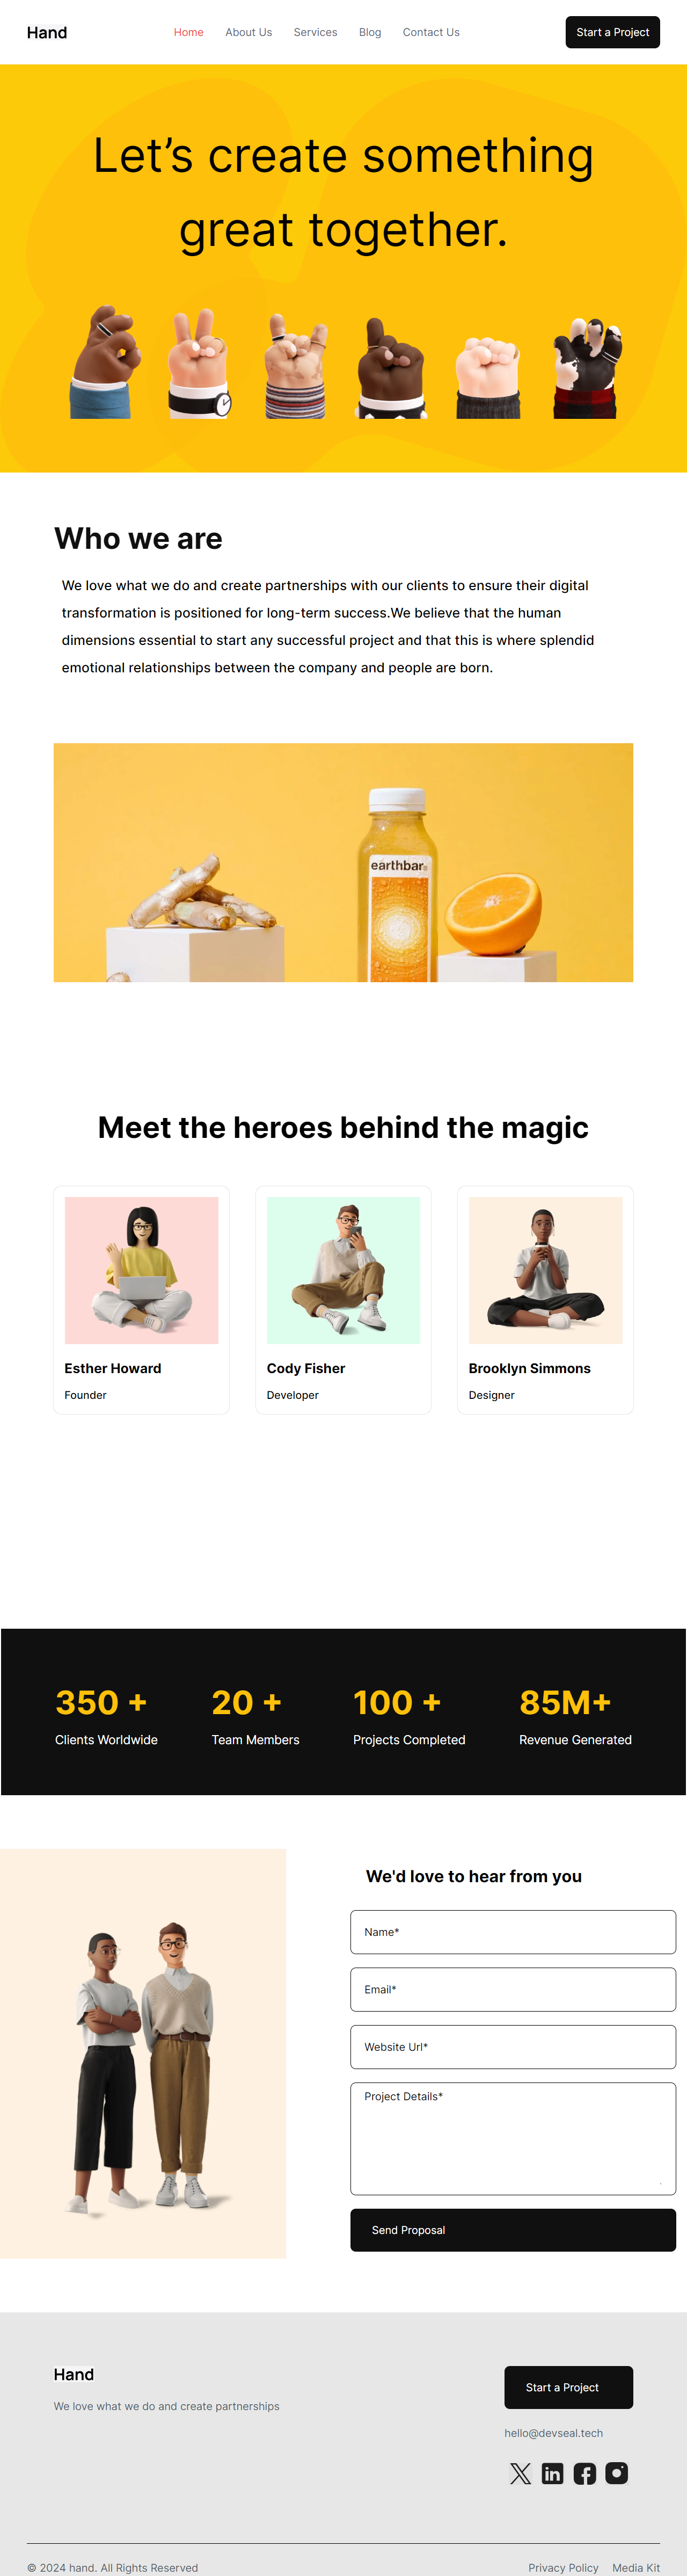 Hand
Home About Us Services Blog Contact Us
Start a Project
Let’s create something
great together.
Who we are
We love what we do and create partnerships with our clients to ensure their digital
transformation is positioned for long-term success.We believe that the human
dimensions essential to start any successful project and that this is where splendid
emotional relationships between the company and people are born.
earthbar
Meet the heroes behind the magic
Esther Howard
Founder
Cody Fisher
Developer
Brooklyn Simmons
Designer
350 +
Clients Worldwide
20 +
Team Members
100 +
Projects Completed
85M+
Revenue Generated
We'd love to hear from you
Name*
Email*
Website Url*
Project Details*
Send Proposal
Hand
We love what we do and create partnerships
Start a Project
hello@devseal.tech
© 2024 hand. All Rights Reserved
Privacy Policy Media Kit